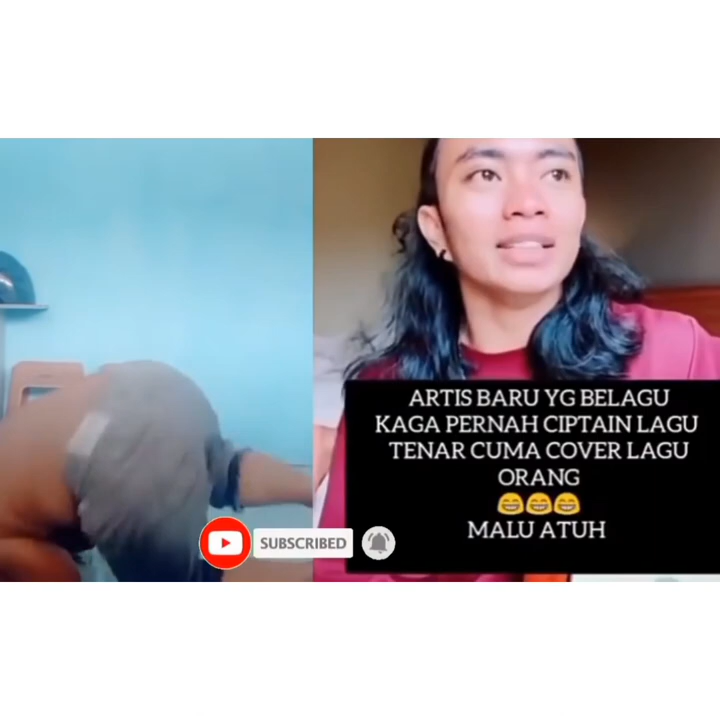 ARTIS BARU YG BELAGU
KAGA PERNAH CIPTAIN LAGU
TENAR CUMA COVER LAGU
ORANG
😁😁😁
MALU ATUH
SUBSCRIBED